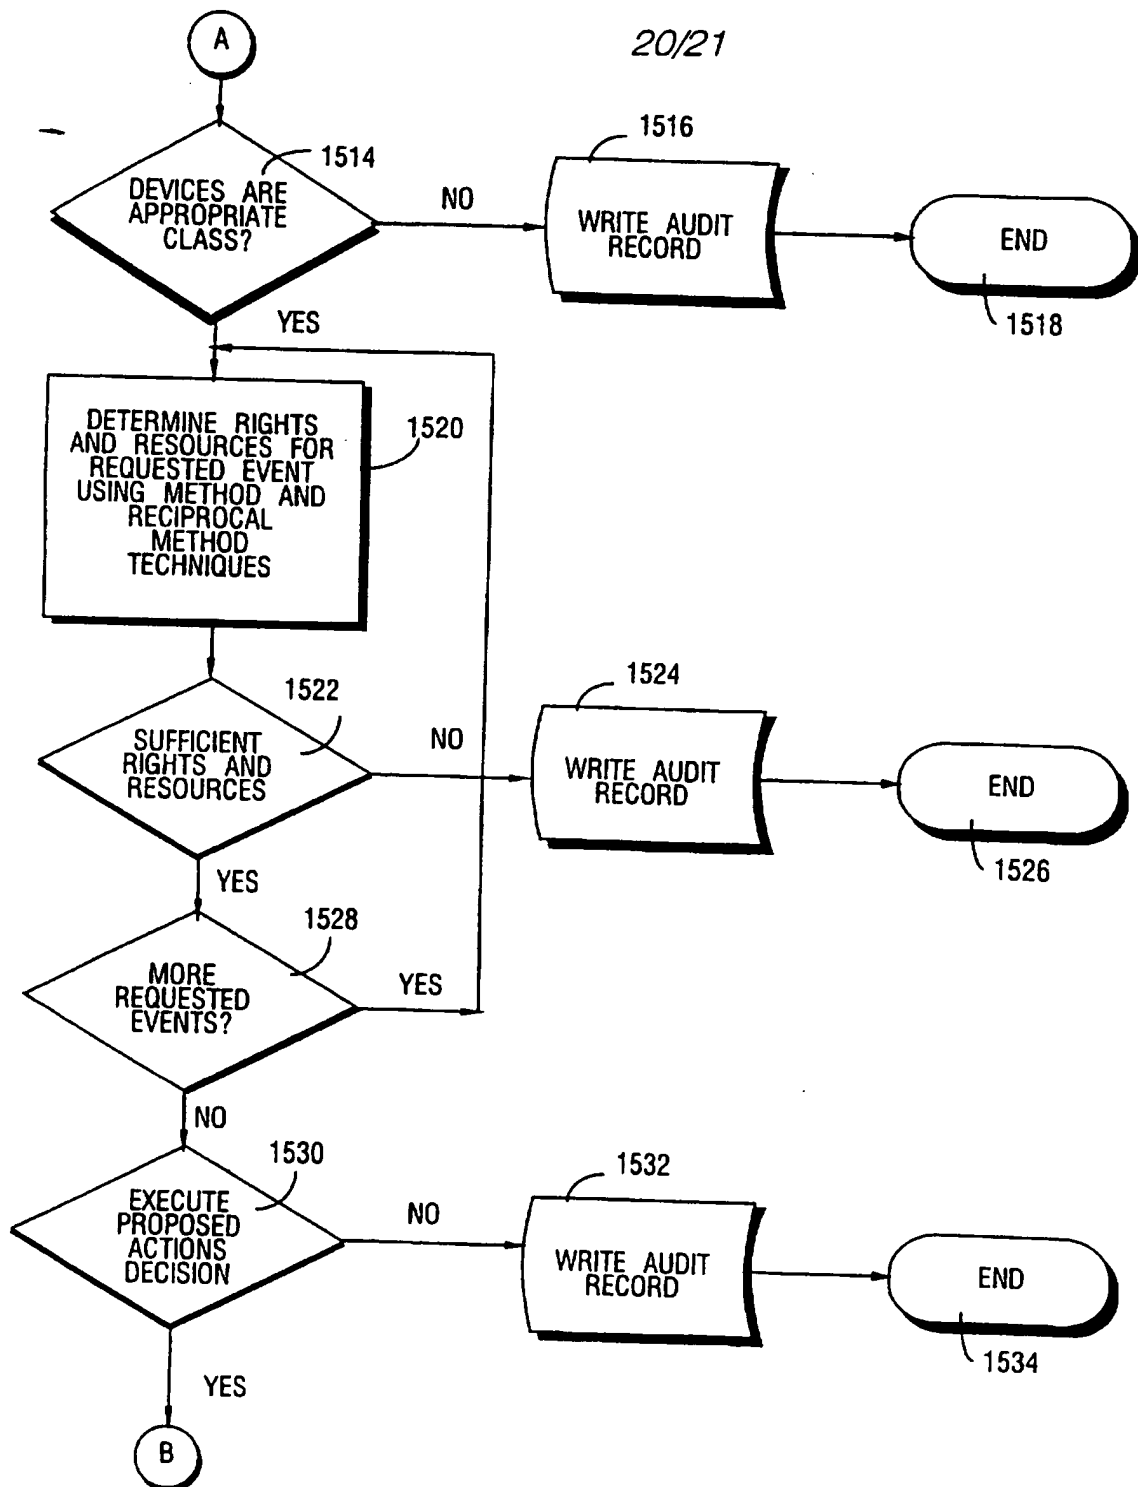 A
20/21
1514
DEVICES ARE
APPROPRIATE
CLASS?
NO
1516
WRITE AUDIT
RECORD
END
1518
YES
DETERMINE RIGHTS
AND RESOURCES FOR
REQUESTED EVENT
USING METHOD AND
RECIPROCAL
METHOD
TECHNIQUES
1520
1522
SUFFICIENT
RIGHTS AND
RESOURCES
NO
1524
WRITE AUDIT
RECORD
END
1526
YES
1528
MORE
REQUESTED
EVENTS?
YES
NO
1530
EXECUTE
PROPOSED
ACTIONS
DECISION
NO
1532
WRITE AUDIT
RECORD
END
1534
YES
B